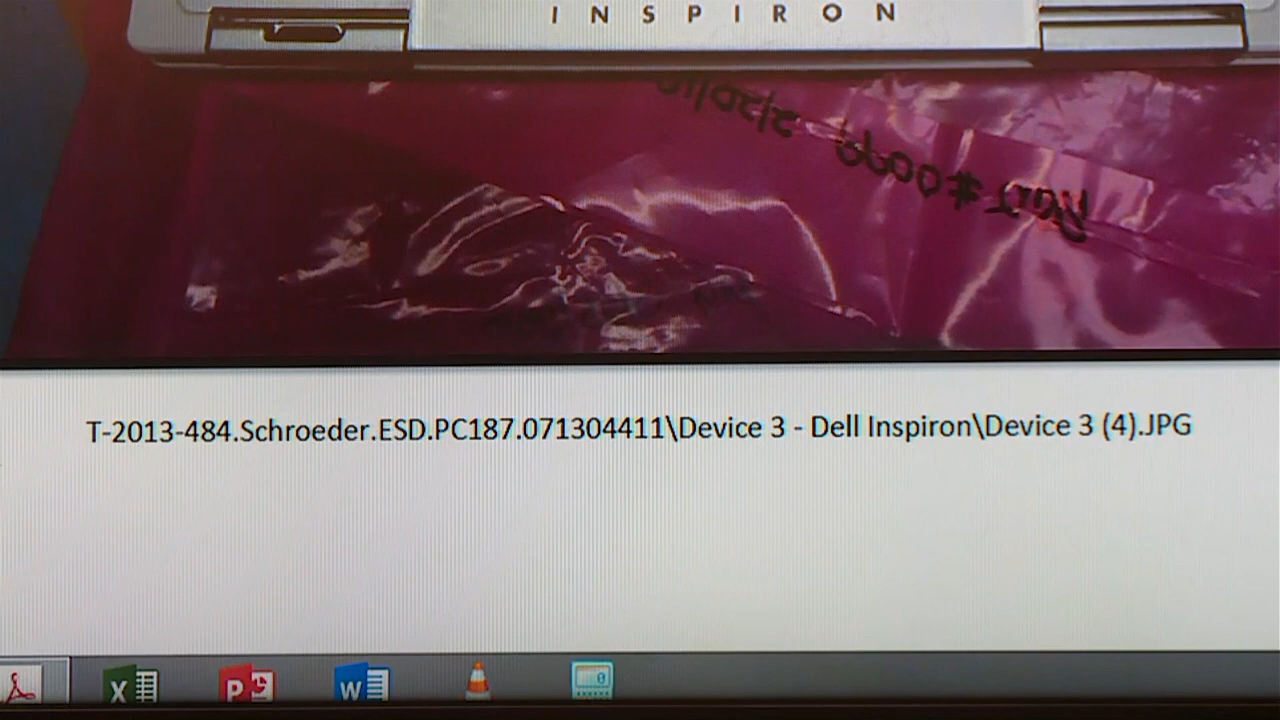 INSPIRON
T-2013-484.Schroeder.ESD.PC187.071304411\Device 3 - Dell Inspiron\Device 3 (4).JPG